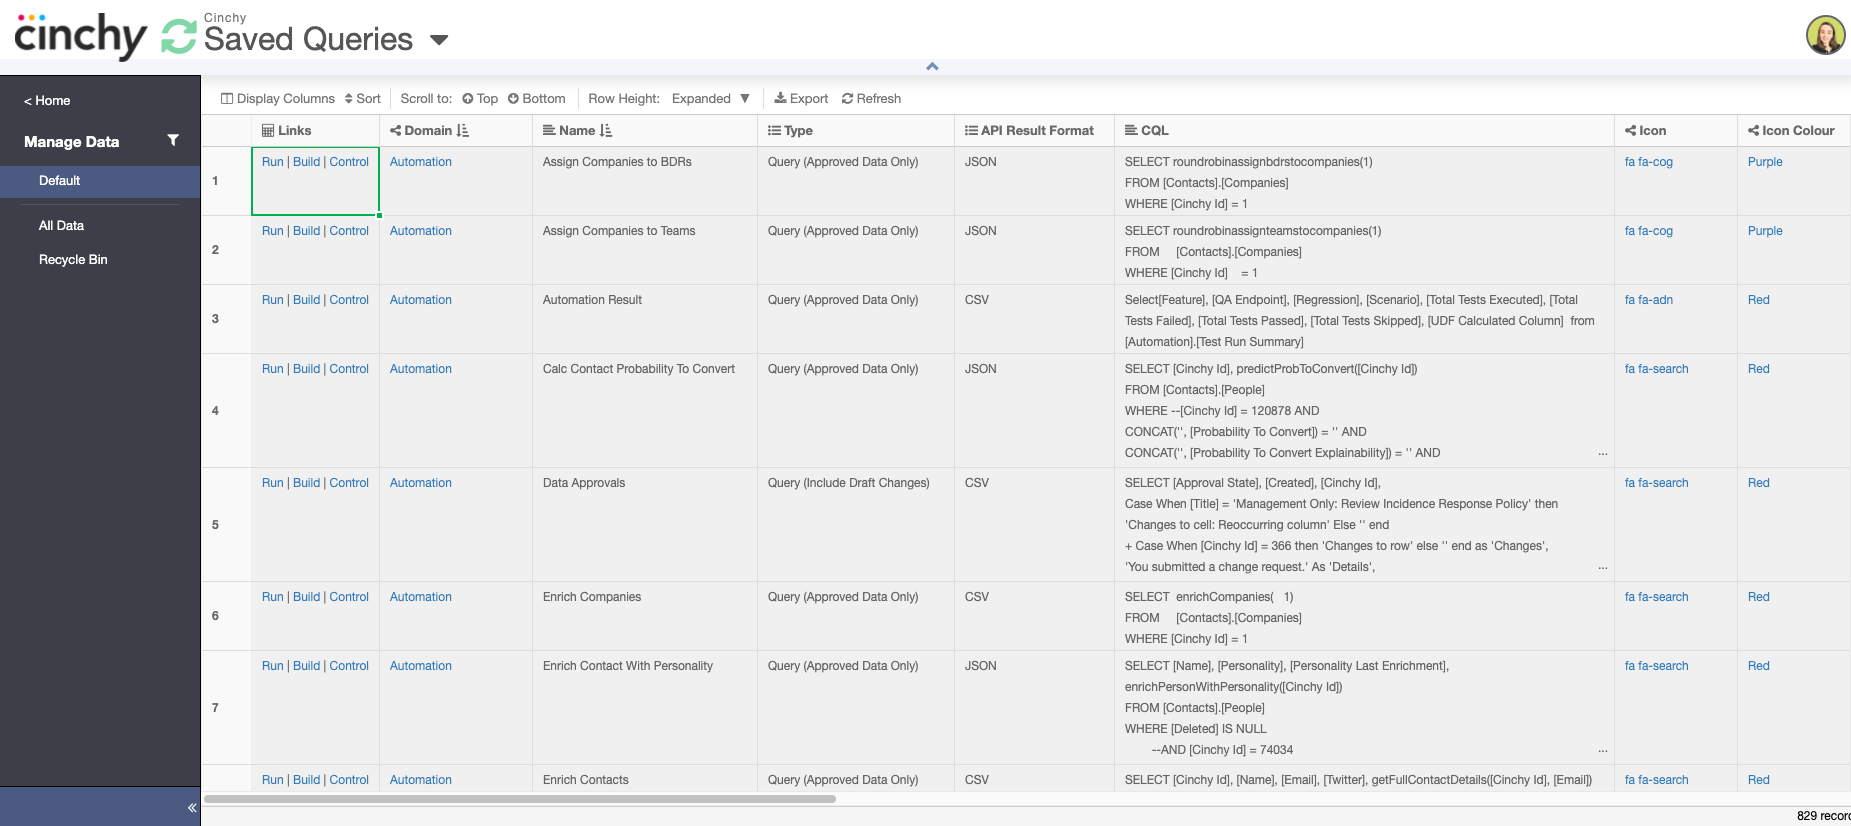 cinchy
Cinchy
Saved Queries
< Home
Manage Data
Default
All Data
Recycle Bin
Display Columns Sort Scroll to: Top Bottom Row Height: Expanded Export Refresh
Links Domain Name Type API Result Format CQL Icon Icon Colour
1 Run | Build | Control Automation Assign Companies to BDRs Query (Approved Data Only) JSON SELECT roundrobinassignbdrstocompanies(1) fa fa-cog Purple
FROM [Contacts].[Companies]
WHERE [Cinchy Id] = 1
2 Run | Build | Control Automation Assign Companies to Teams Query (Approved Data Only) JSON SELECT roundrobinassignteamstocompanies(1) fa fa-cog Purple
FROM [Contacts].[Companies]
WHERE [Cinchy Id] = 1
3 Run | Build | Control Automation Automation Result Query (Approved Data Only) CSV Select[Feature], [QA Endpoint], [Regression], [Scenario], [Total Tests Executed], [Total fa fa-adn Red
Tests Failed], [Total Tests Passed], [Total Tests Skipped], [UDF Calculated Column] from
[Automation].[Test Run Summary]
4 Run | Build | Control Automation Calc Contact Probability To Convert Query (Approved Data Only) JSON SELECT [Cinchy Id], predictProbToConvert([Cinchy Id]) fa fa-search Red
FROM [Contacts].[People]
WHERE --[Cinchy Id] = 120878 AND
CONCAT('', [Probability To Convert]) = '' AND
CONCAT('', [Probability To Convert Explainability]) = '' AND ...
5 Run | Build | Control Automation Data Approvals Query (Include Draft Changes) CSV SELECT [Approval State], [Created], [Cinchy Id], fa fa-search Red
Case When [Title] = 'Management Only: Review Incidence Response Policy' then
'Changes to cell: Reoccurring column' Else '' end
+ Case When [Cinchy Id] = 366 then 'Changes to row' else '' end as 'Changes',
'You submitted a change request.' As 'Details', ...
6 Run | Build | Control Automation Enrich Companies Query (Approved Data Only) CSV SELECT enrichCompanies( 1) fa fa-search Red
FROM [Contacts].[Companies]
WHERE [Cinchy Id] = 1
7 Run | Build | Control Automation Enrich Contact With Personality Query (Approved Data Only) JSON SELECT [Name], [Personality], [Personality Last Enrichment], fa fa-search Red
enrichPersonWithPersonality([Cinchy Id])
FROM [Contacts].[People]
WHERE [Deleted] IS NULL
--AND [Cinchy Id] = 74034 ...
Run | Build | Control Automation Enrich Contacts Query (Approved Data Only) CSV SELECT [Cinchy Id], [Name], [Email], [Twitter], getFullContactDetails([Cinchy Id], [Email]) fa fa-search Red
829 recor